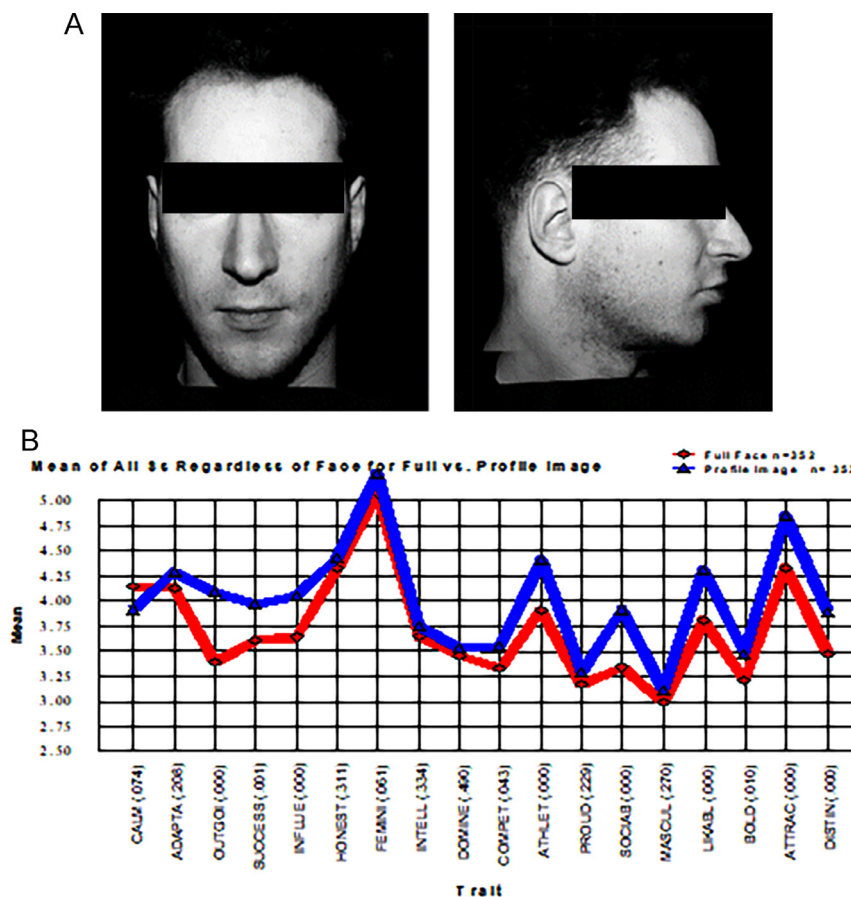 A
B
Mean of All Ss Regardless of Face for Full vs. Profile Image
Full Face n=352
Profile Image n= 352
5.00
4.75
4.50
4.25
4.00
3.75
3.50
3.25
3.00
2.75
2.50
Mean
CALM (.074)
ADAPTA (.208)
OUTGOI (.000)
SUCCESS (.001)
INFLUE (.000)
HONEST (.311)
FEMINI (.051)
INTELL (.334)
DOMINE (.490)
COMPET (.043)
ATHLET (.000)
PROUD (.229)
SOCIAB (.000)
MASCUL (.270)
LIKABL (.000)
BOLD (.010)
ATTRAC (.000)
DISTIN (.000)
Trait